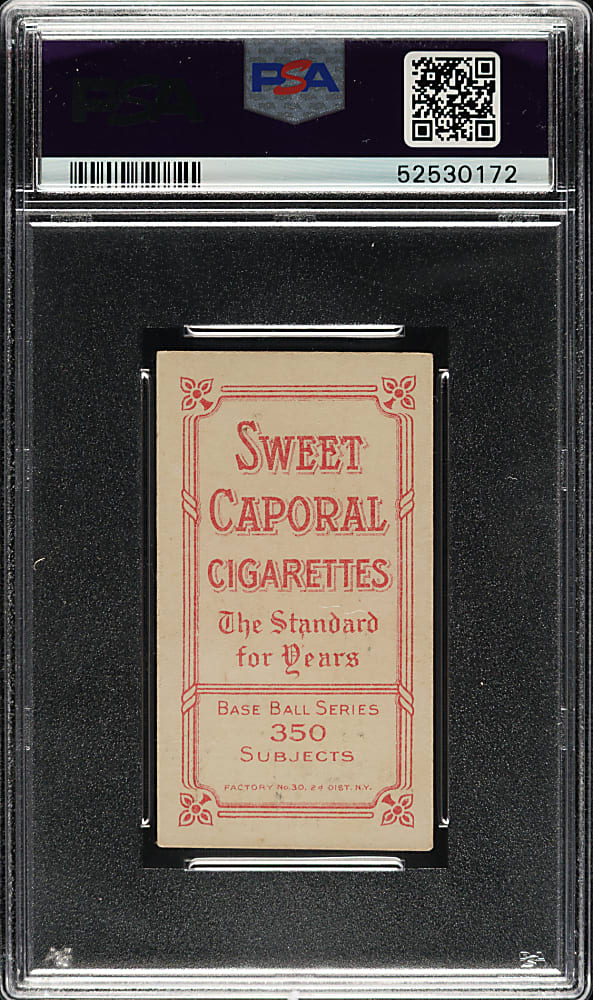 PSA
PSA
52530172
SWEET
CAPORAL
CIGARETTES
The Standard
for Years
BASE BALL SERIES
350
SUBJECTS
FACTORY No. 30, 2d DIST. N.Y.